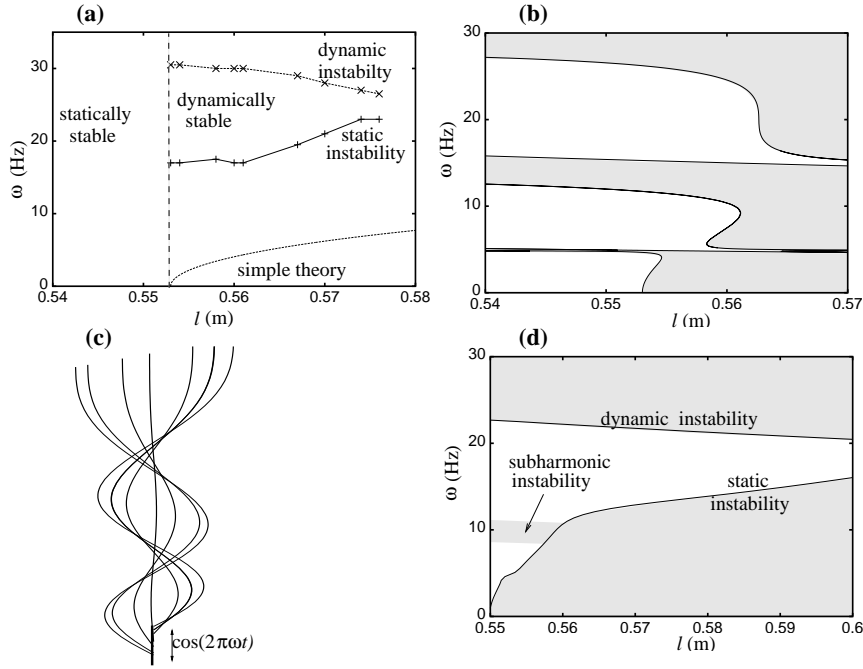 (a)
30
20
10
0
ω (Hz)
statically
stable
dynamic
instabilty
dynamically
stable
static
instability
simple theory
0.54 0.55 0.56 0.57 0.58
l (m)
(b)
30
20
10
0
ω (Hz)
0.54 0.55 0.56 0.57
l (m)
(c)
cos(2πωt)
(d)
30
20
10
0
ω (Hz)
dynamic instability
subharmonic
instability
static
instability
0.55 0.56 0.57 0.58 0.59 0.6
l (m)